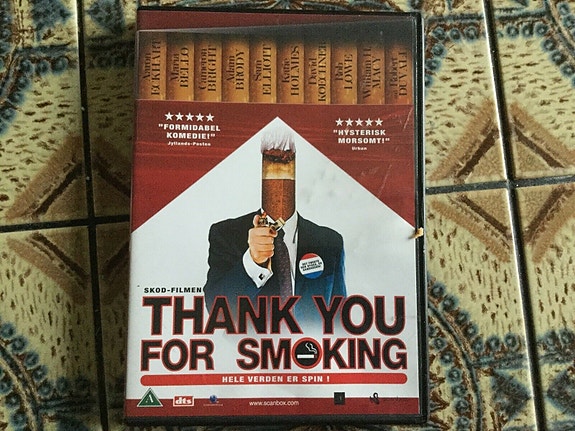 Aaron ECKHART
Maria BELLO
Cameron BRIGHT
Adam BRODY
Sam ELLIOTT
Katie HOLMES
David KOECHNER
Rob LOWE
William H. MACY
Robert DUVALL
"FORMIDABEL
KOMEDIE!"
Jyllands-Posten
"HYSTERISK
MORSOMT!"
Urban
SKOD-FILMEN
THANK YOU
FOR SMOKING
HELE VERDEN ER SPIN !
A
dts
www.scanbox.com